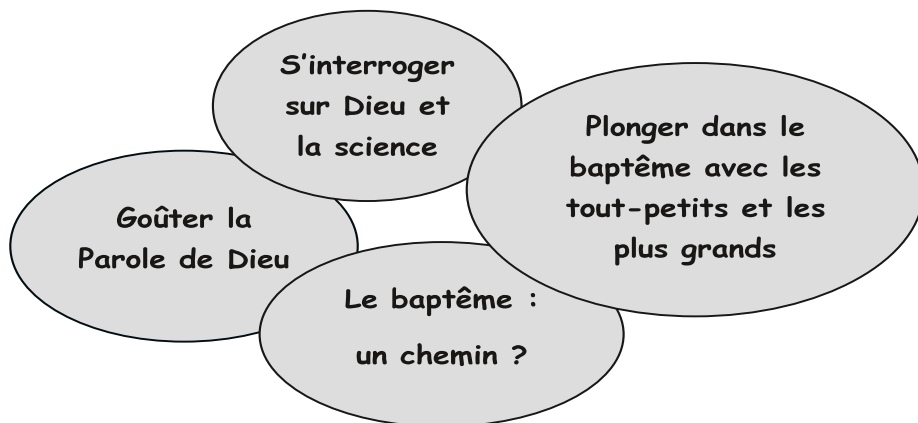 S'interroger
sur Dieu et
la science
Plonger dans le
baptême avec les
tout-petits et les
plus grands
Goûter la
Parole de Dieu
Le baptême :
un chemin ?